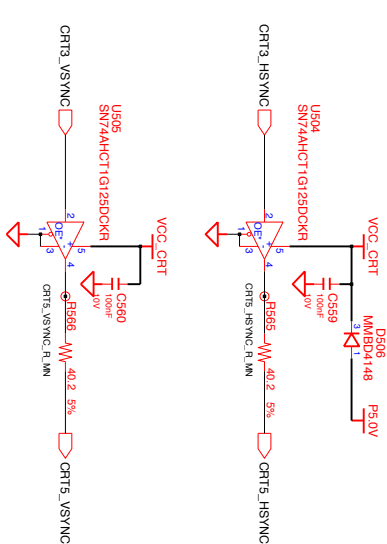 D506
MMBD4148
3
1
P5.0V
VCC_CRT
C559
100nF
10V
U504
SN74AHCT1G125DCKR
CRT3_HSYNC
2
OE*
+
-
5
1
3
4
R565
40.2
5%
CRT5_HSYNC_R_MN
CRT5_HSYNC
VCC_CRT
C560
100nF
10V
U505
SN74AHCT1G125DCKR
CRT3_VSYNC
2
OE*
+
-
5
1
3
4
R566
40.2
5%
CRT5_VSYNC_R_MN
CRT5_VSYNC